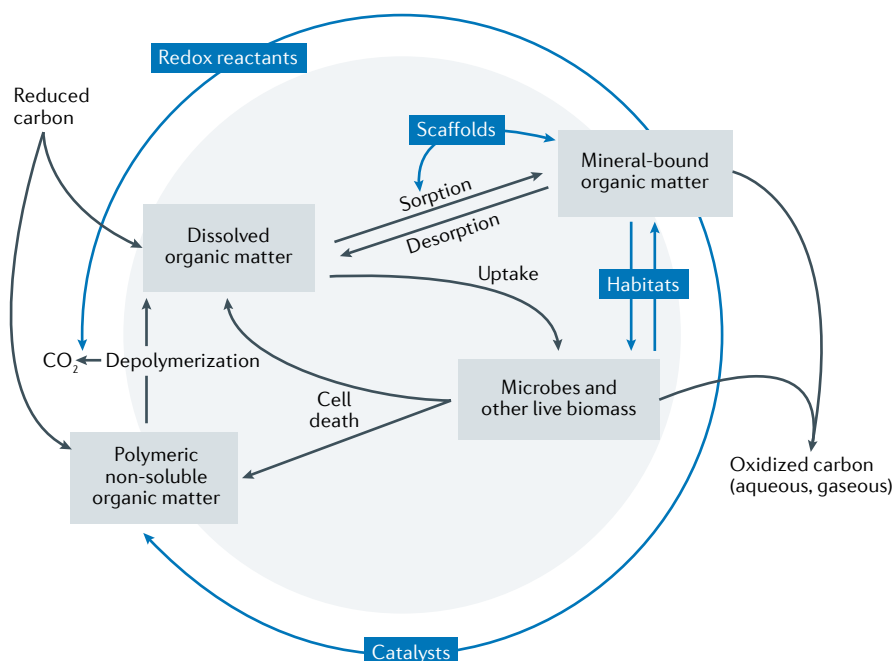 Redox reactants
Reduced
carbon
Scaffolds
Mineral-bound
organic matter
Sorption
Desorption
Dissolved
organic matter
Uptake
Habitats
CO₂
Depolymerization
Microbes and
other live biomass
Cell
death
Polymeric
non-soluble
organic matter
Oxidized carbon
(aqueous, gaseous)
Catalysts